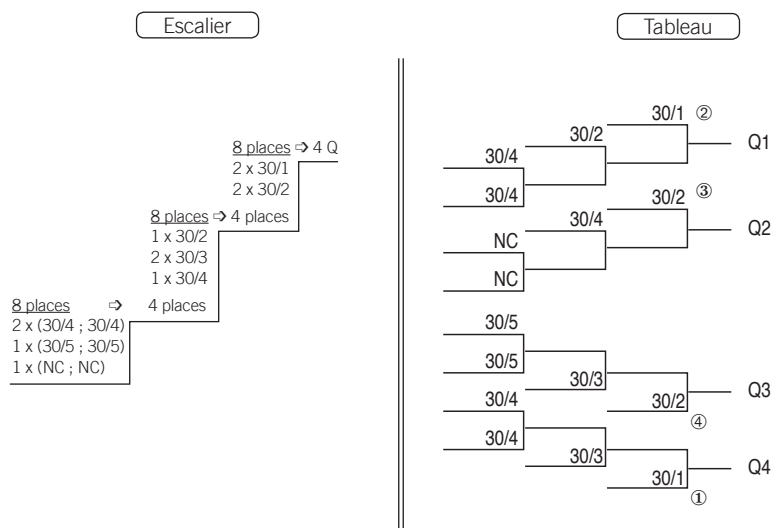 Escalier
8 places ➩ 4 Q
2 x 30/1
2 x 30/2
8 places ➩ 4 places
1 x 30/2
2 x 30/3
1 x 30/4
8 places ➩ 4 places
2 x (30/4 ; 30/4)
1 x (30/5 ; 30/5)
1 x (NC ; NC)
Tableau
30/1 ②
30/2
Q1
30/4
30/4
30/2 ③
30/4
Q2
NC
NC
30/5
30/5
30/3
Q3
30/4
30/2
④
30/4
30/3
Q4
30/1
①